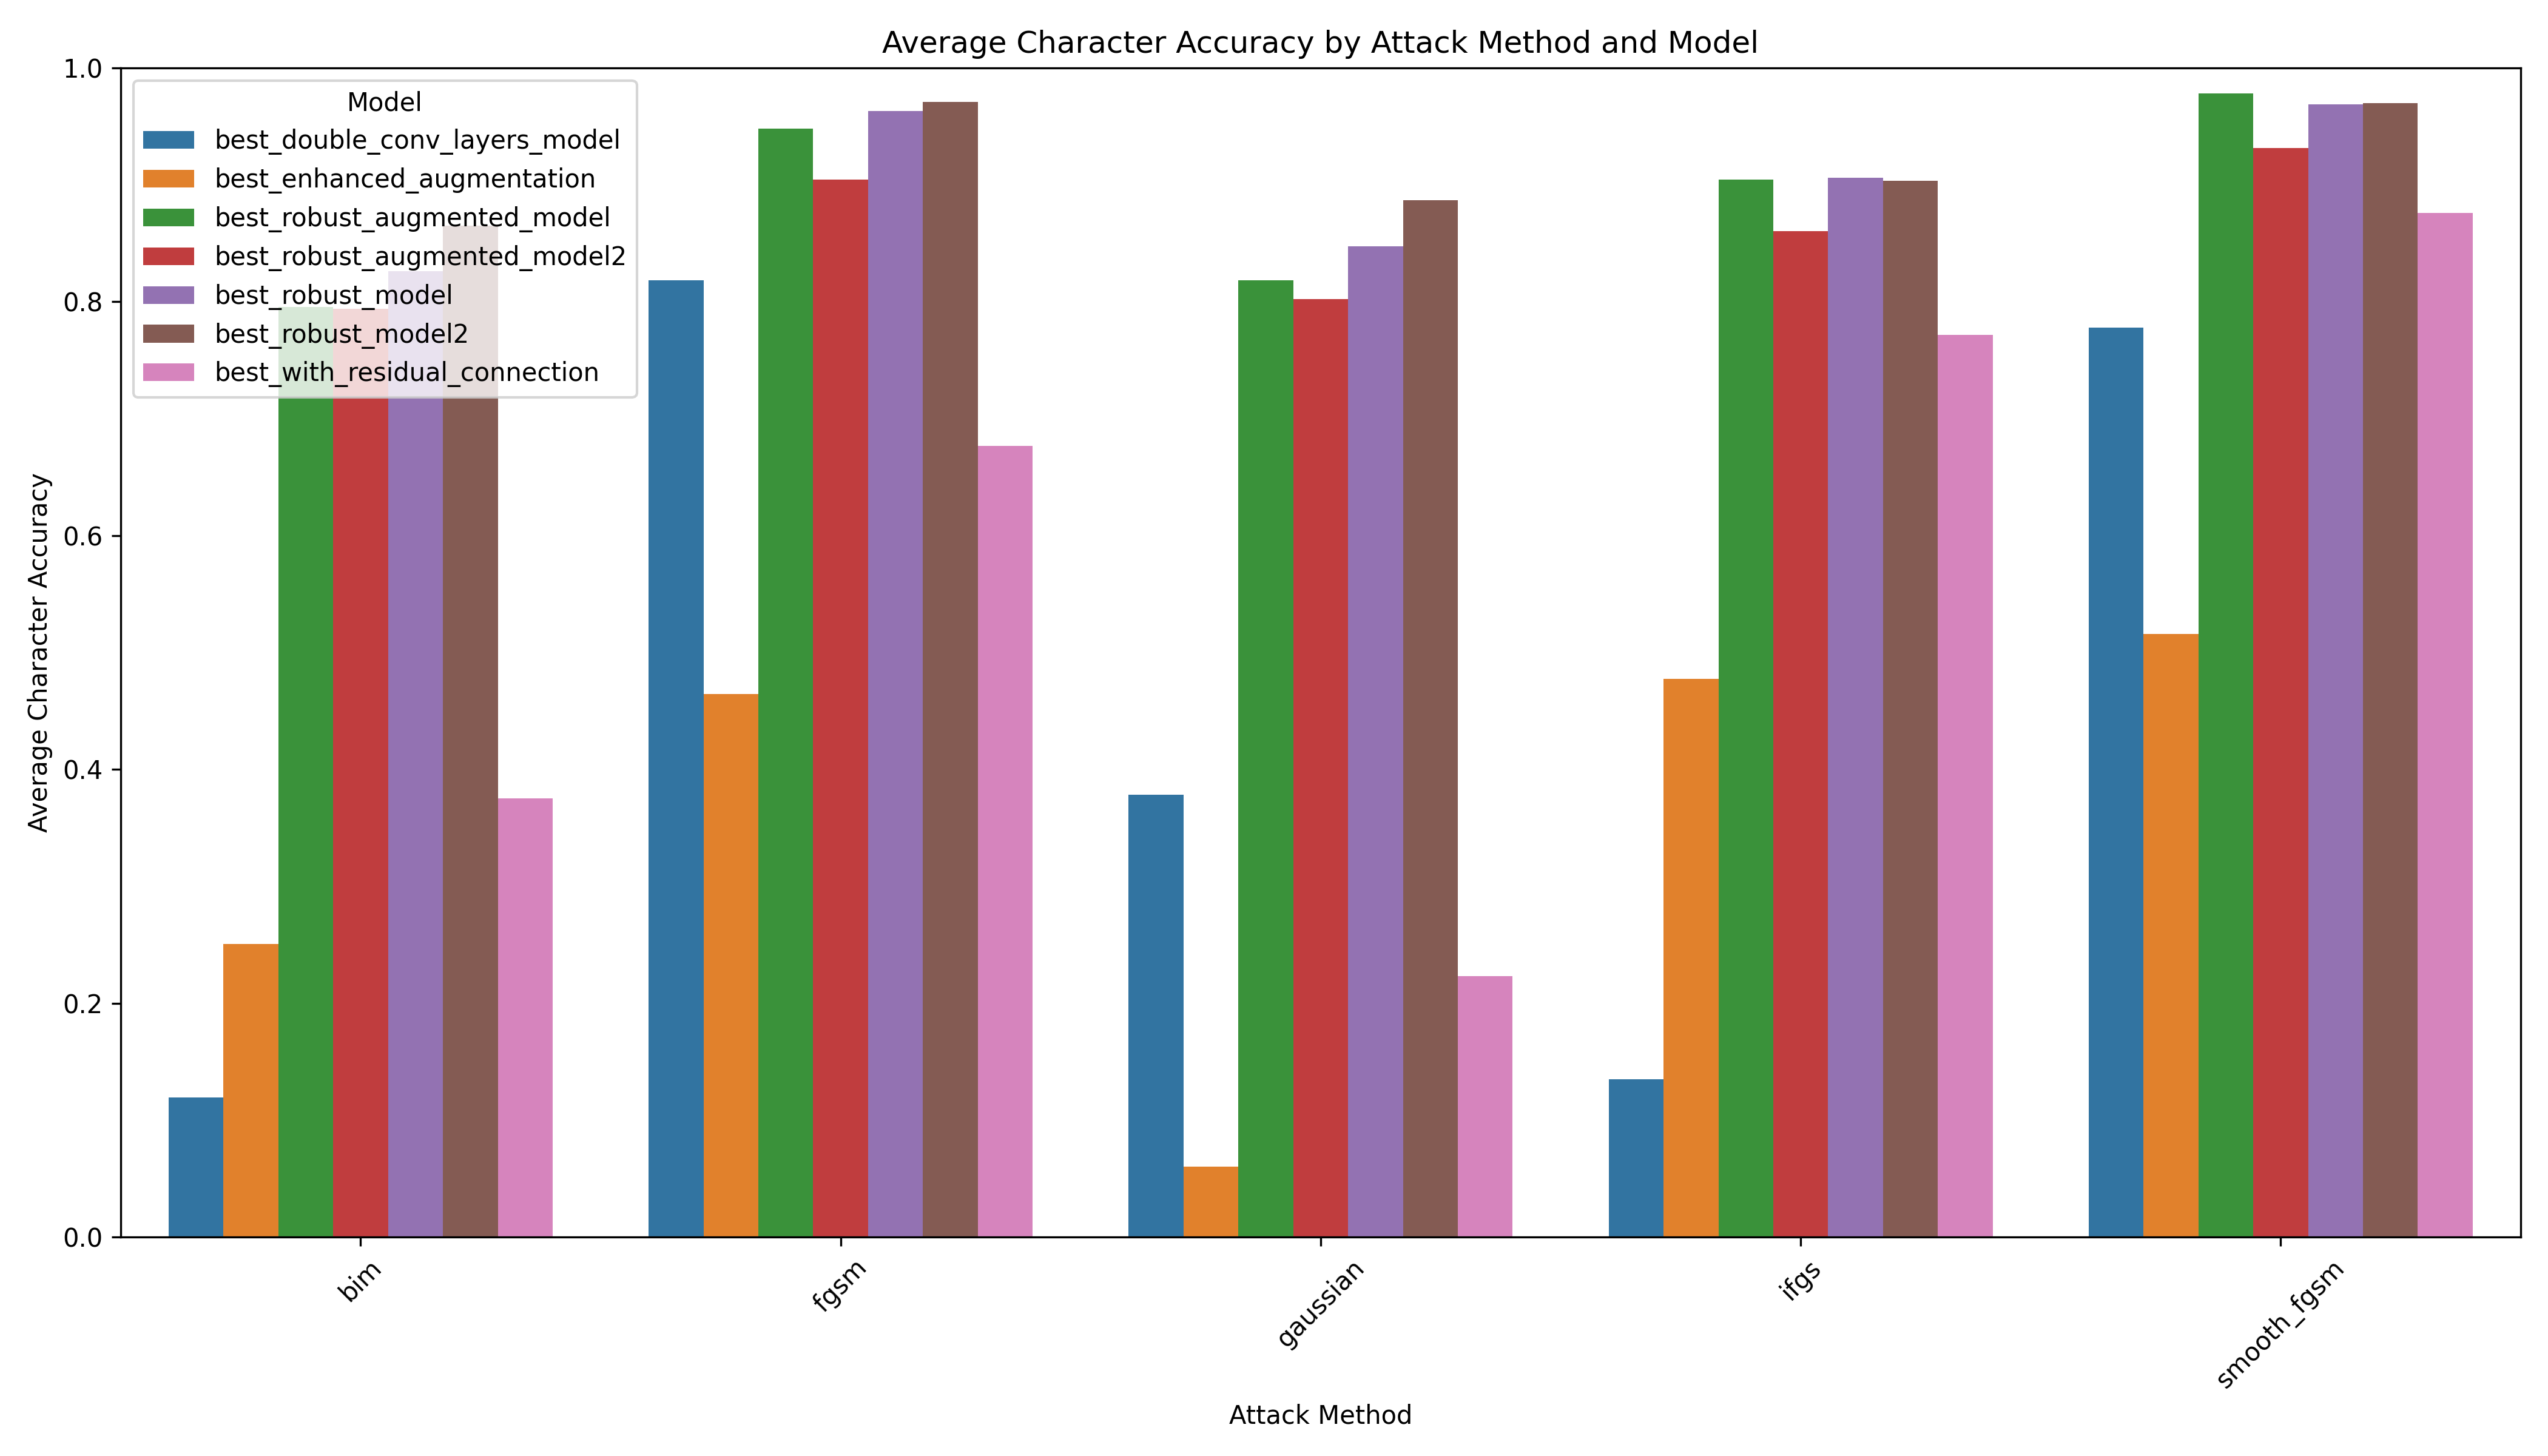 Average Character Accuracy by Attack Method and Model
Model
best_double_conv_layers_model
best_enhanced_augmentation
best_robust_augmented_model
best_robust_augmented_model2
best_robust_model
best_robust_model2
best_with_residual_connection
Average Character Accuracy
1.0
0.8
0.6
0.4
0.2
0.0
bim
fgsm
gaussian
ifgs
smooth_fgsm
Attack Method